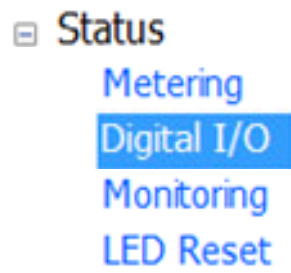 Status
Metering
Digital I/O
Monitoring
LED Reset